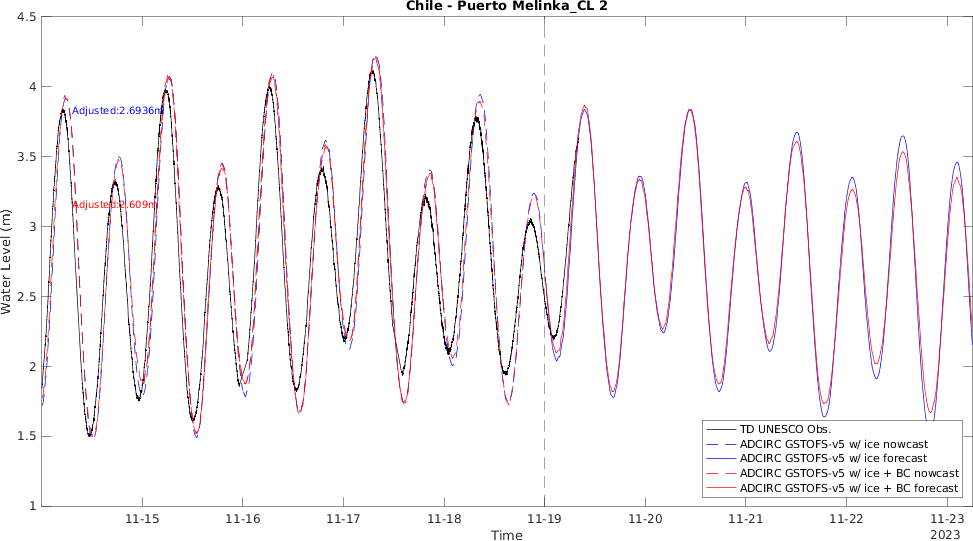 Chile - Puerto Melinka_CL 2
4.5
4
3.5
3
2.5
2
1.5
1
Water Level (m)
Adjusted:2.6936m
Adjusted:2.609m
TD UNESCO Obs.
ADCIRC GSTOFS-v5 w/ ice nowcast
ADCIRC GSTOFS-v5 w/ ice forecast
ADCIRC GSTOFS-v5 w/ ice + BC nowcast
ADCIRC GSTOFS-v5 w/ ice + BC forecast
11-15 11-16 11-17 11-18 11-19 11-20 11-21 11-22 11-23
Time
2023